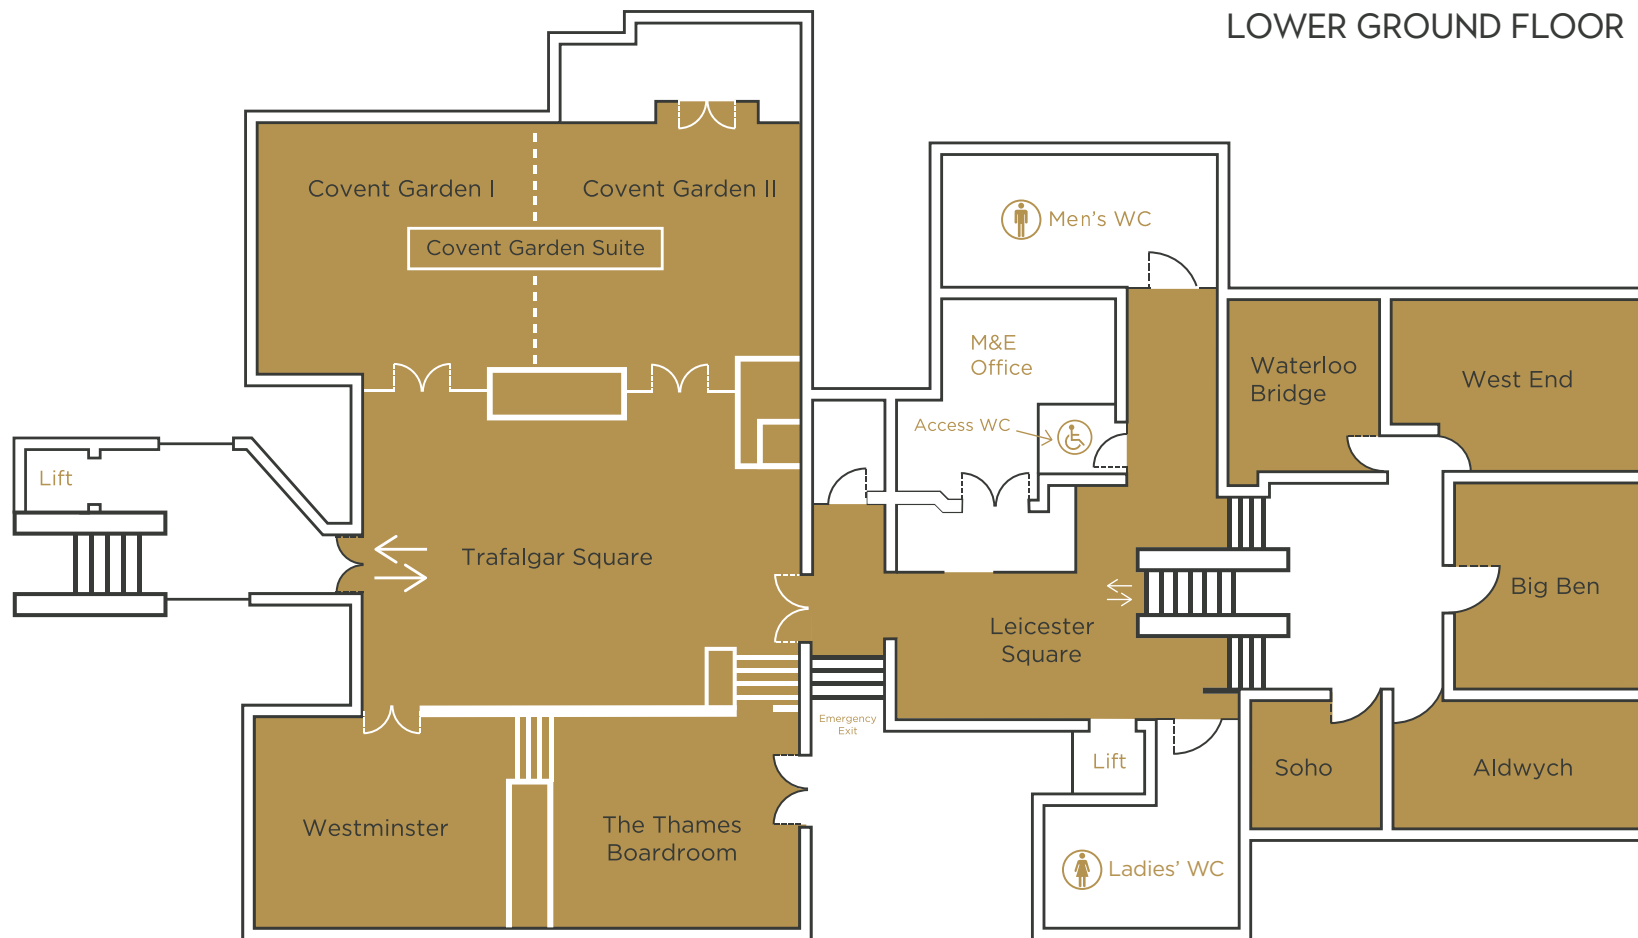 LOWER GROUND FLOOR
Covent Garden I
Covent Garden II
Covent Garden Suite
Men's WC
M&E
Office
Access WC
Waterloo
Bridge
West End
Lift
Trafalgar Square
Leicester
Square
Big Ben
Emergency
Exit
Lift
Soho
Aldwych
Westminster
The Thames
Boardroom
Ladies' WC